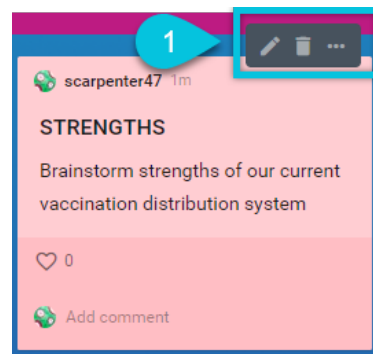 1
scarpenter47 1m
STRENGTHS
Brainstorm strengths of our current
vaccination distribution system
0
Add comment